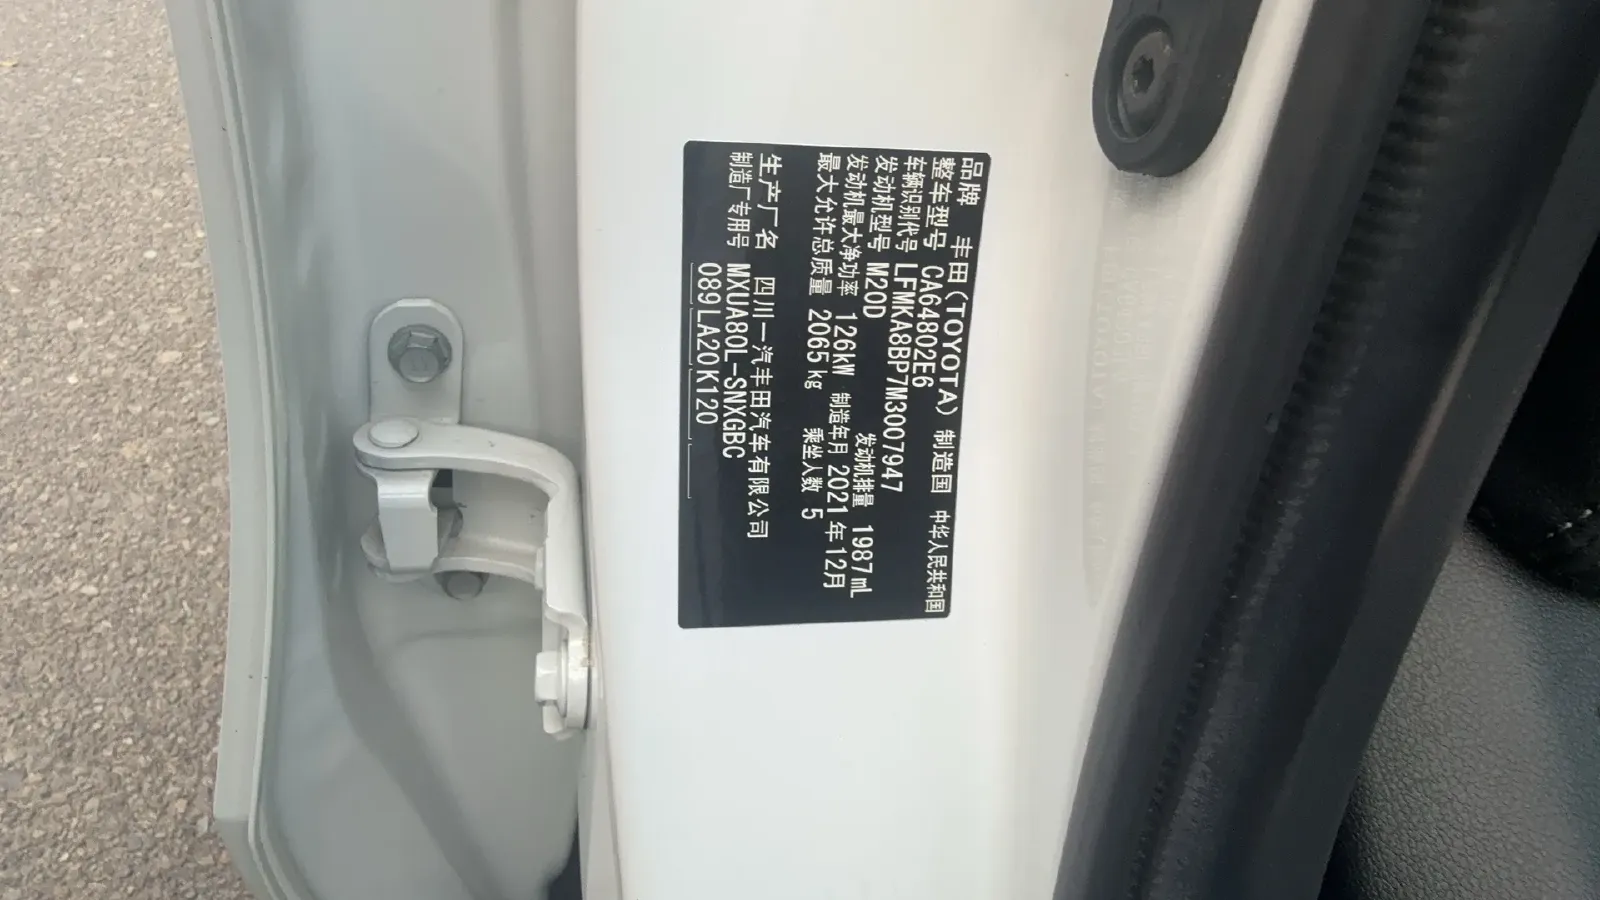 品牌 丰田(TOYOTA) 制造国 中华人民共和国
整车型号 CA64802E6
车辆识别代号 LFMKA8BP7M3007947
发动机型号 M20D 发动机排量 1987mL
发动机最大净功率 126kW 制造年月 2021年12月
最大允许总质量 2065kg 乘坐人数 5
生产厂名 四川一汽丰田汽车有限公司
制造厂专用号 MXUA80L-SNXGBC
089LA20K120